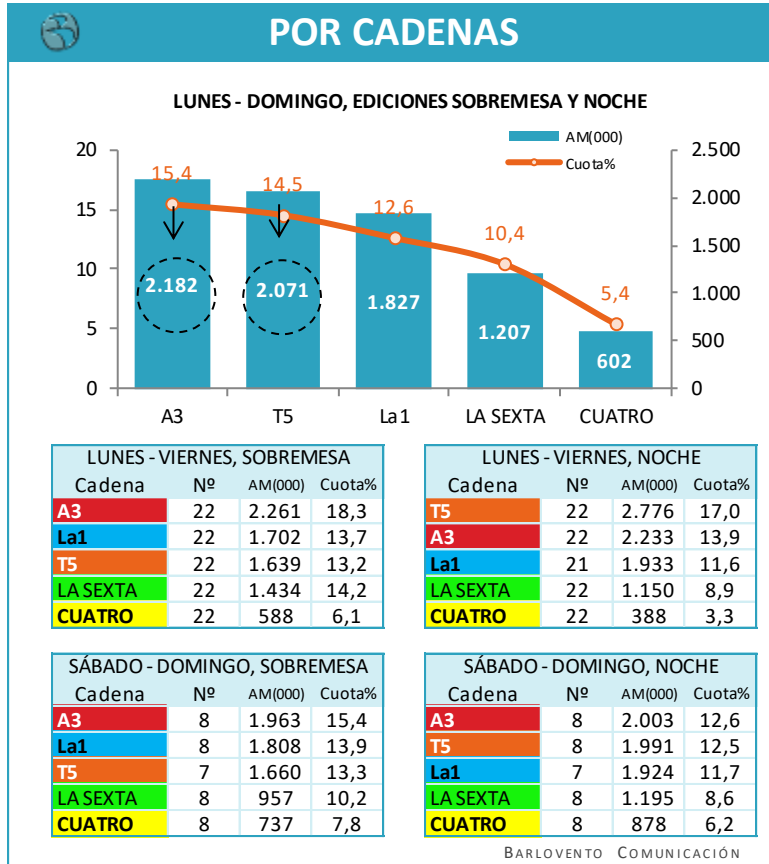 POR CADENAS
LUNES - DOMINGO, EDICIONES SOBREMESA Y NOCHE
AM(000)
Cuota%
20
15
10
5
0
2.500
2.000
1.500
1.000
500
0
15,4
14,5
12,6
10,4
5,4
2.182
2.071
1.827
1.207
602
A3 T5 La1 LA SEXTA CUATRO
LUNES - VIERNES, SOBREMESA
Cadena Nº AM(000) Cuota%
A3 22 2.261 18,3
La1 22 1.702 13,7
T5 22 1.639 13,2
LA SEXTA 22 1.434 14,2
CUATRO 22 588 6,1
LUNES - VIERNES, NOCHE
Cadena Nº AM(000) Cuota%
T5 22 2.776 17,0
A3 22 2.233 13,9
La1 21 1.933 11,6
LA SEXTA 22 1.150 8,9
CUATRO 22 388 3,3
SÁBADO - DOMINGO, SOBREMESA
Cadena Nº AM(000) Cuota%
A3 8 1.963 15,4
La1 8 1.808 13,9
T5 7 1.660 13,3
LA SEXTA 8 957 10,2
CUATRO 8 737 7,8
SÁBADO - DOMINGO, NOCHE
Cadena Nº AM(000) Cuota%
A3 8 2.003 12,6
T5 8 1.991 12,5
La1 7 1.924 11,7
LA SEXTA 8 1.195 8,6
CUATRO 8 878 6,2
BARLOVENTO COMUNICACIÓN